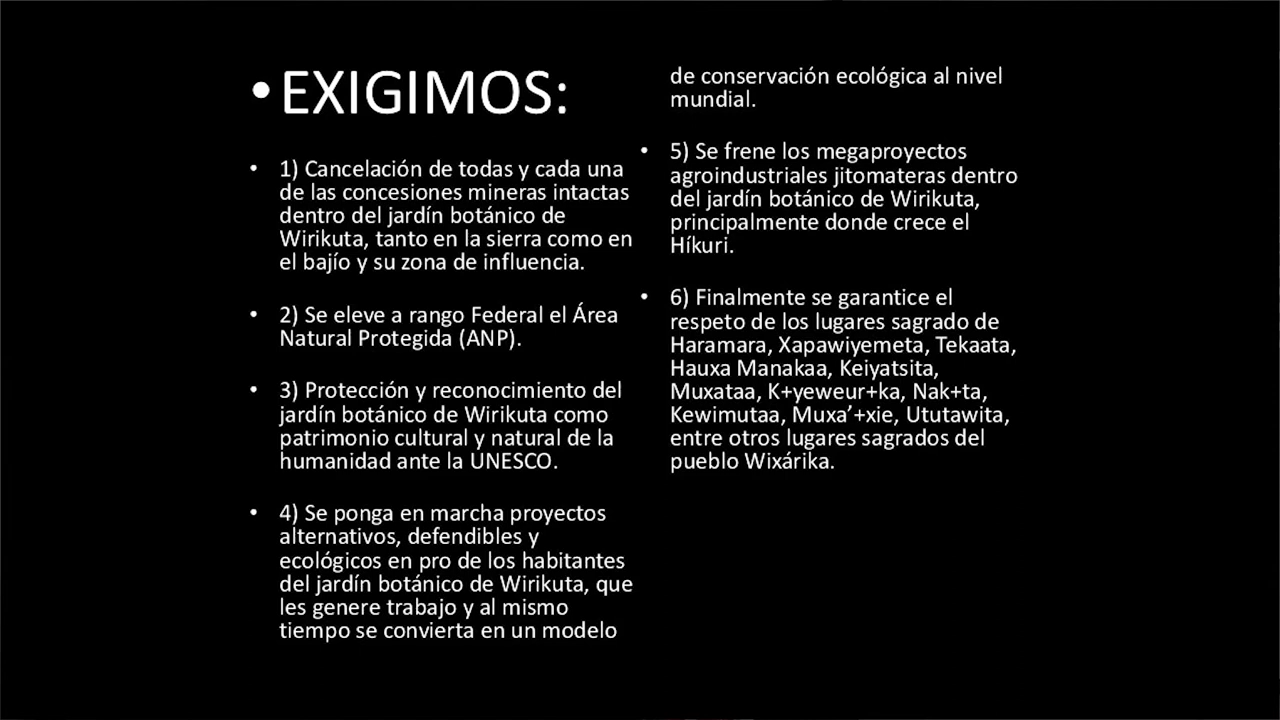 • EXIGIMOS:
• 1) Cancelación de todas y cada una
de las concesiones mineras intactas
dentro del jardín botánico de
Wirikuta, tanto en la sierra como en
el bajío y su zona de influencia.
• 2) Se eleve a rango Federal el Área
Natural Protegida (ANP).
• 3) Protección y reconocimiento del
jardín botánico de Wirikuta como
patrimonio cultural y natural de la
humanidad ante la UNESCO.
• 4) Se ponga en marcha proyectos
alternativos, defendibles y
ecológicos en pro de los habitantes
del jardín botánico de Wirikuta, que
les genere trabajo y al mismo
tiempo se convierta en un modelo
de conservación ecológica al nivel
mundial.
• 5) Se frene los megaproyectos
agroindustriales jitomateras dentro
del jardín botánico de Wirikuta,
principalmente donde crece el
Híkuri.
• 6) Finalmente se garantice el
respeto de los lugares sagrado de
Haramara, Xapawiyemeta, Tekaata,
Hauxa Manakaa, Keiyatsita,
Muxataa, K+yeweur+ka, Nak+ta,
Kewimutaa, Muxa’+xie, Ututawita,
entre otros lugares sagrados del
pueblo Wixárika.